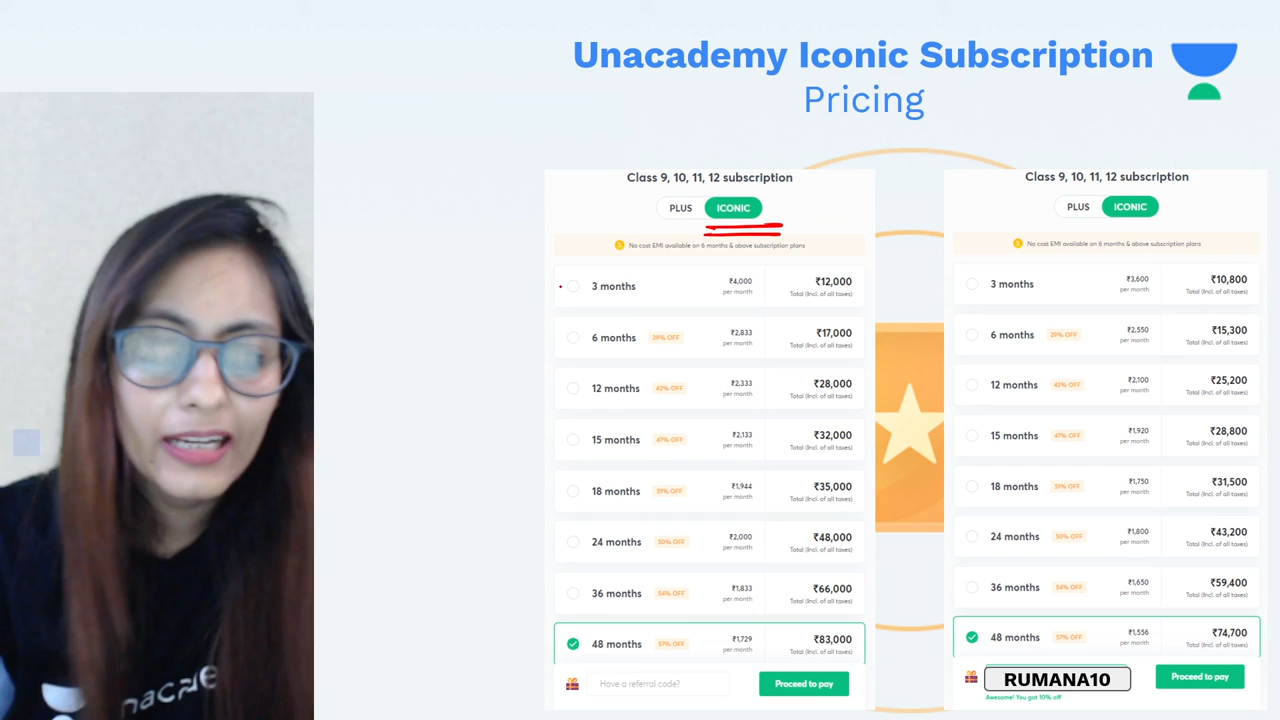 Unacademy Iconic Subscription
Pricing
Class 9, 10, 11, 12 subscription
PLUS ICONIC
No cost EMI available on 6 months & above subscription plans
3 months ₹4,000 per month ₹12,000 Total (Incl. of all taxes)
6 months 29% OFF ₹2,833 per month ₹17,000 Total (Incl. of all taxes)
12 months 42% OFF ₹2,333 per month ₹28,000 Total (Incl. of all taxes)
15 months 47% OFF ₹2,133 per month ₹32,000 Total (Incl. of all taxes)
18 months 51% OFF ₹1,944 per month ₹35,000 Total (Incl. of all taxes)
24 months 50% OFF ₹2,000 per month ₹48,000 Total (Incl. of all taxes)
36 months 54% OFF ₹1,833 per month ₹66,000 Total (Incl. of all taxes)
48 months 57% OFF ₹1,729 per month ₹83,000 Total (Incl. of all taxes)
Have a referral code? Proceed to pay
Class 9, 10, 11, 12 subscription
PLUS ICONIC
No cost EMI available on 6 months & above subscription plans
3 months ₹3,600 per month ₹10,800 Total (Incl. of all taxes)
6 months 29% OFF ₹2,550 per month ₹15,300 Total (Incl. of all taxes)
12 months 42% OFF ₹2,100 per month ₹25,200 Total (Incl. of all taxes)
15 months 47% OFF ₹1,920 per month ₹28,800 Total (Incl. of all taxes)
18 months 51% OFF ₹1,750 per month ₹31,500 Total (Incl. of all taxes)
24 months 50% OFF ₹1,800 per month ₹43,200 Total (Incl. of all taxes)
36 months 54% OFF ₹1,650 per month ₹59,400 Total (Incl. of all taxes)
48 months 57% OFF ₹1,556 per month ₹74,700 Total (Incl. of all taxes)
RUMANA10 Proceed to pay
Awesome! You got 10% off